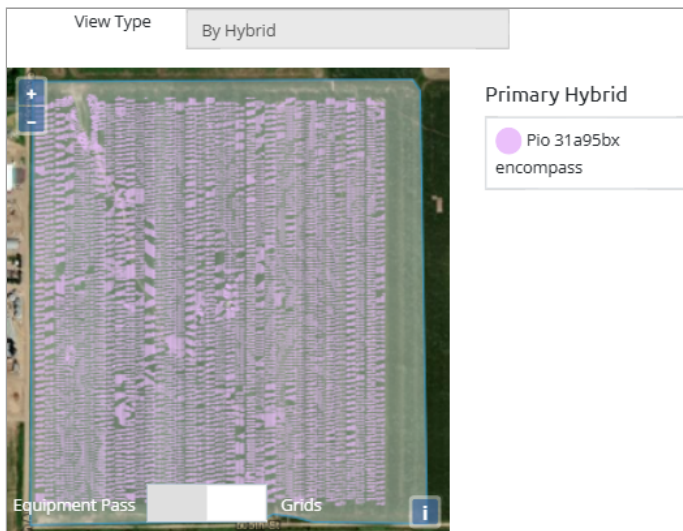 View Type
By Hybrid
+
−
Primary Hybrid
Pio 31a95bx
encompass
Equipment Pass
Grids
i